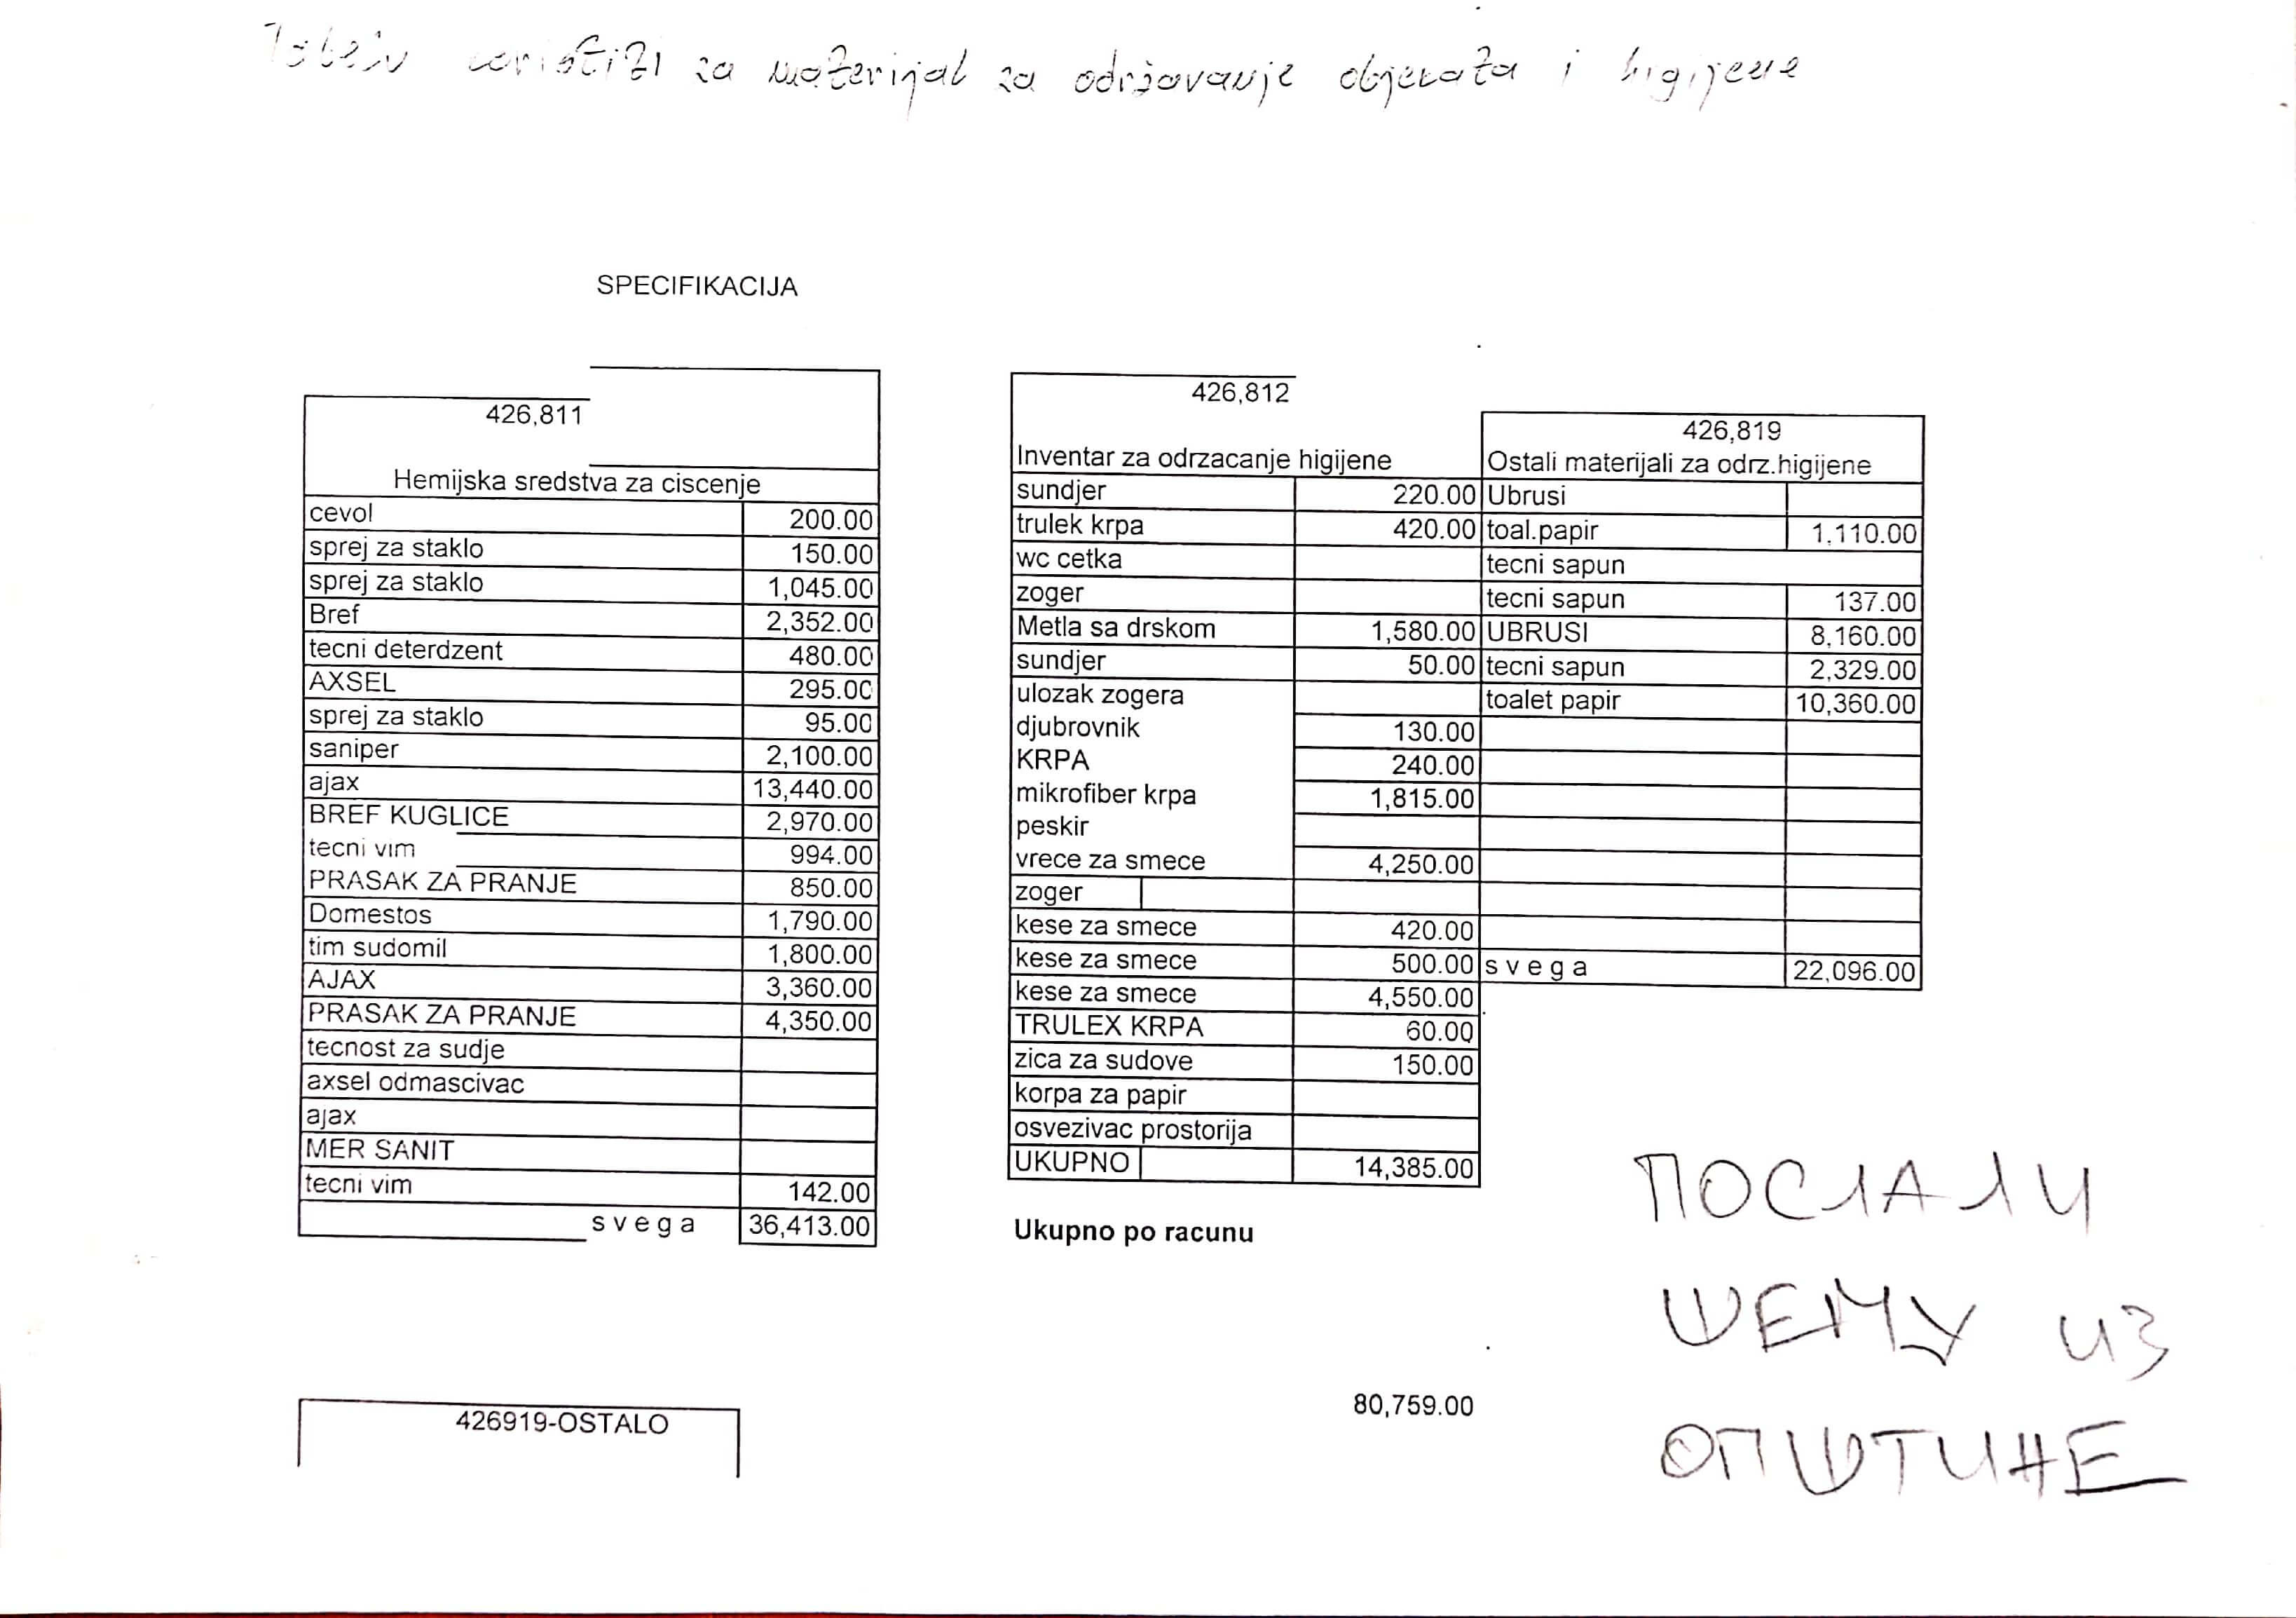 koristiti za materijal za održavanje objekata i higijene
SPECIFIKACIJA
426,811
Hemijska sredstva za ciscenje
cevol 200.00
sprej za staklo 150.00
sprej za staklo 1,045.00
Bref 2,352.00
tecni deterdzent 480.00
AXSEL 295.00
sprej za staklo 95.00
saniper 2,100.00
ajax 13,440.00
BREF KUGLICE 2,970.00
tecni vim 994.00
PRASAK ZA PRANJE 850.00
Domestos 1,790.00
tim sudomil 1,800.00
AJAX 3,360.00
PRASAK ZA PRANJE 4,350.00
tecnost za sudje
axsel odmascivac
ajax
MER SANIT
tecni vim 142.00
s v e g a 36,413.00
426,812
Inventar za odrzacanje higijene
sundjer 220.00
trulek krpa 420.00
wc cetka
zoger
Metla sa drskom 1,580.00
sundjer 50.00
ulozak zogera
djubrovnik 130.00
KRPA 240.00
mikrofiber krpa 1,815.00
peskir
vrece za smece 4,250.00
zoger
kese za smece 420.00
kese za smece 500.00
kese za smece 4,550.00
TRULEX KRPA 60.00
zica za sudove 150.00
korpa za papir
osvezivac prostorija
UKUPNO 14,385.00
426,819
Ostali materijali za odrz.higijene
Ubrusi
toal.papir 1,110.00
tecni sapun
tecni sapun 137.00
UBRUSI 8,160.00
tecni sapun 2,329.00
toalet papir 10,360.00
s v e g a 22,096.00
Ukupno po racunu
80,759.00
426919-OSTALO
ПОСЛАЛИ
ШЕМУ ИЗ
ОПШТИНЕ